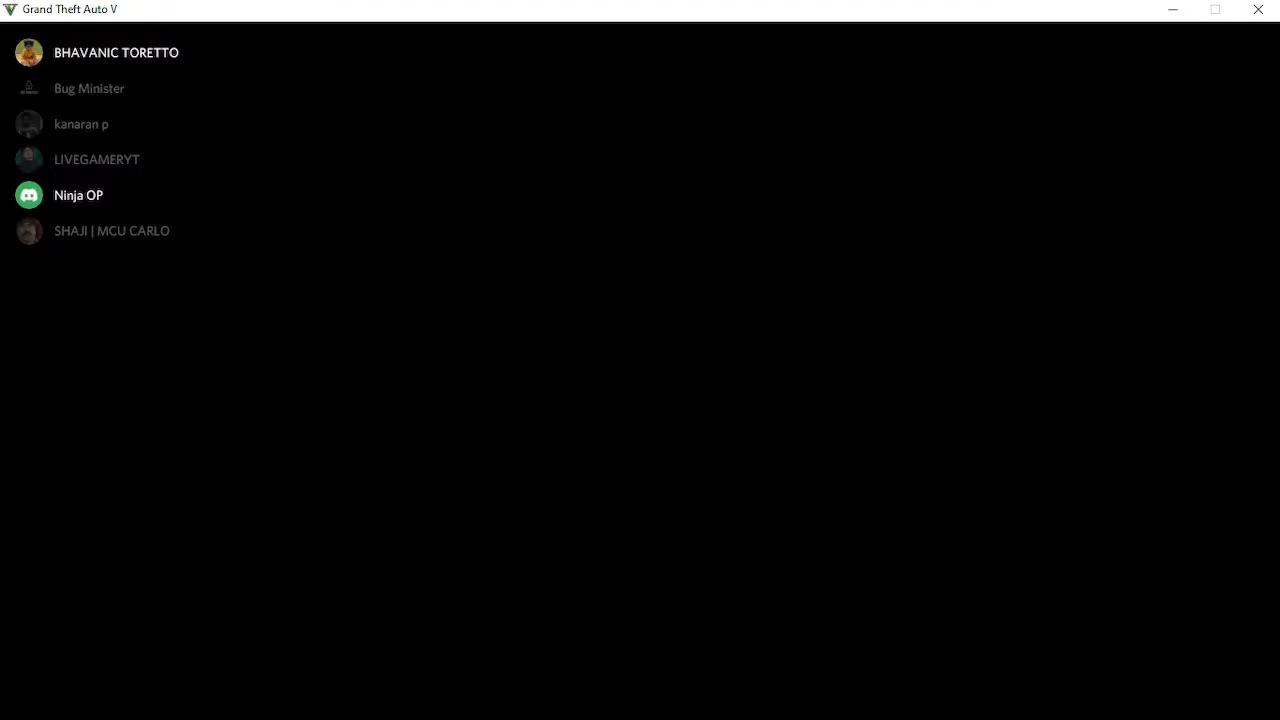 Grand Theft Auto V
BHAVANIC TORETTO
Bug Minister
kanaran p
LIVEGAMERYT
Ninja OP
SHAJI | MCU CARLO